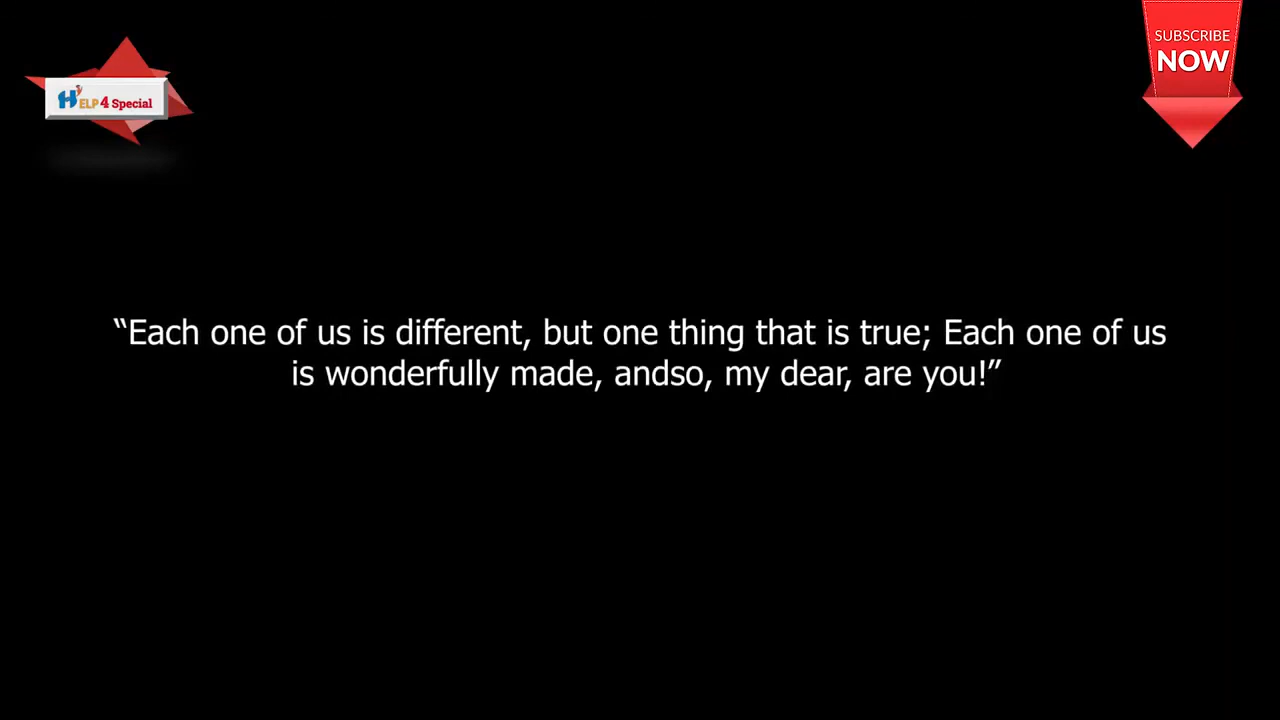 SUBSCRIBE
NOW
HELP 4 Special
“Each one of us is different, but one thing that is true; Each one of us
is wonderfully made, andso, my dear, are you!”